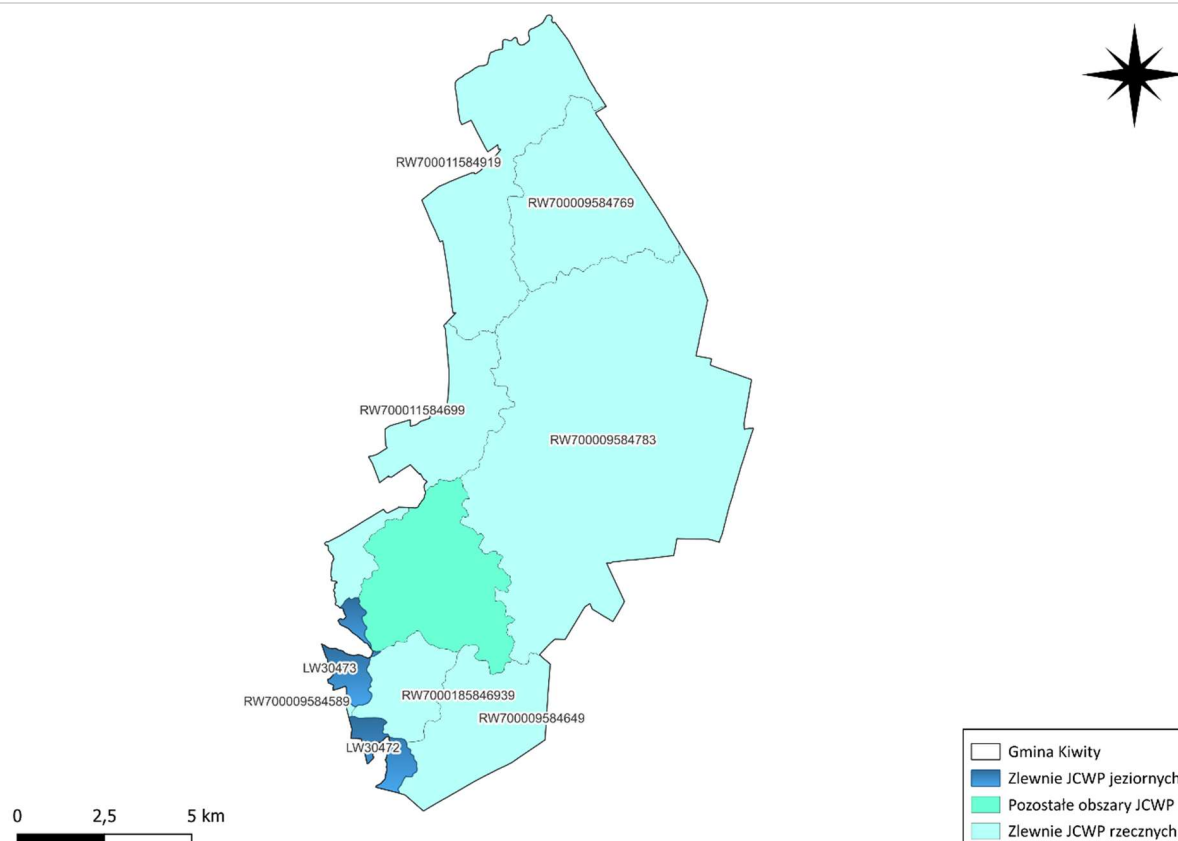 RW700011584919
RW700009584769
RW700011584699
RW700009584783
LW30473
RW7000185846939
RW700009584589
RW700009584649
LW30472
0 2,5 5 km
Gmina Kiwity
Zlewnie JCWP jeziornych
Pozostałe obszary JCWP
Zlewnie JCWP rzecznych